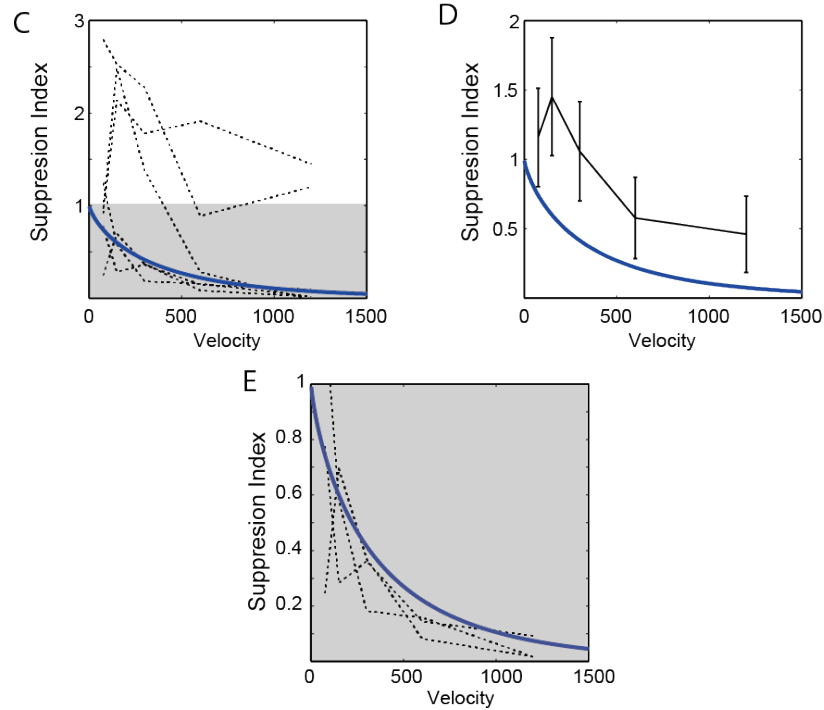 C
3
2
1
Suppresion Index
0 500 1000 1500
Velocity
D
2
1.5
1
0.5
Suppresion Index
0 500 1000 1500
Velocity
E
1
0.8
0.6
0.4
0.2
Suppresion Index
0 500 1000 1500
Velocity